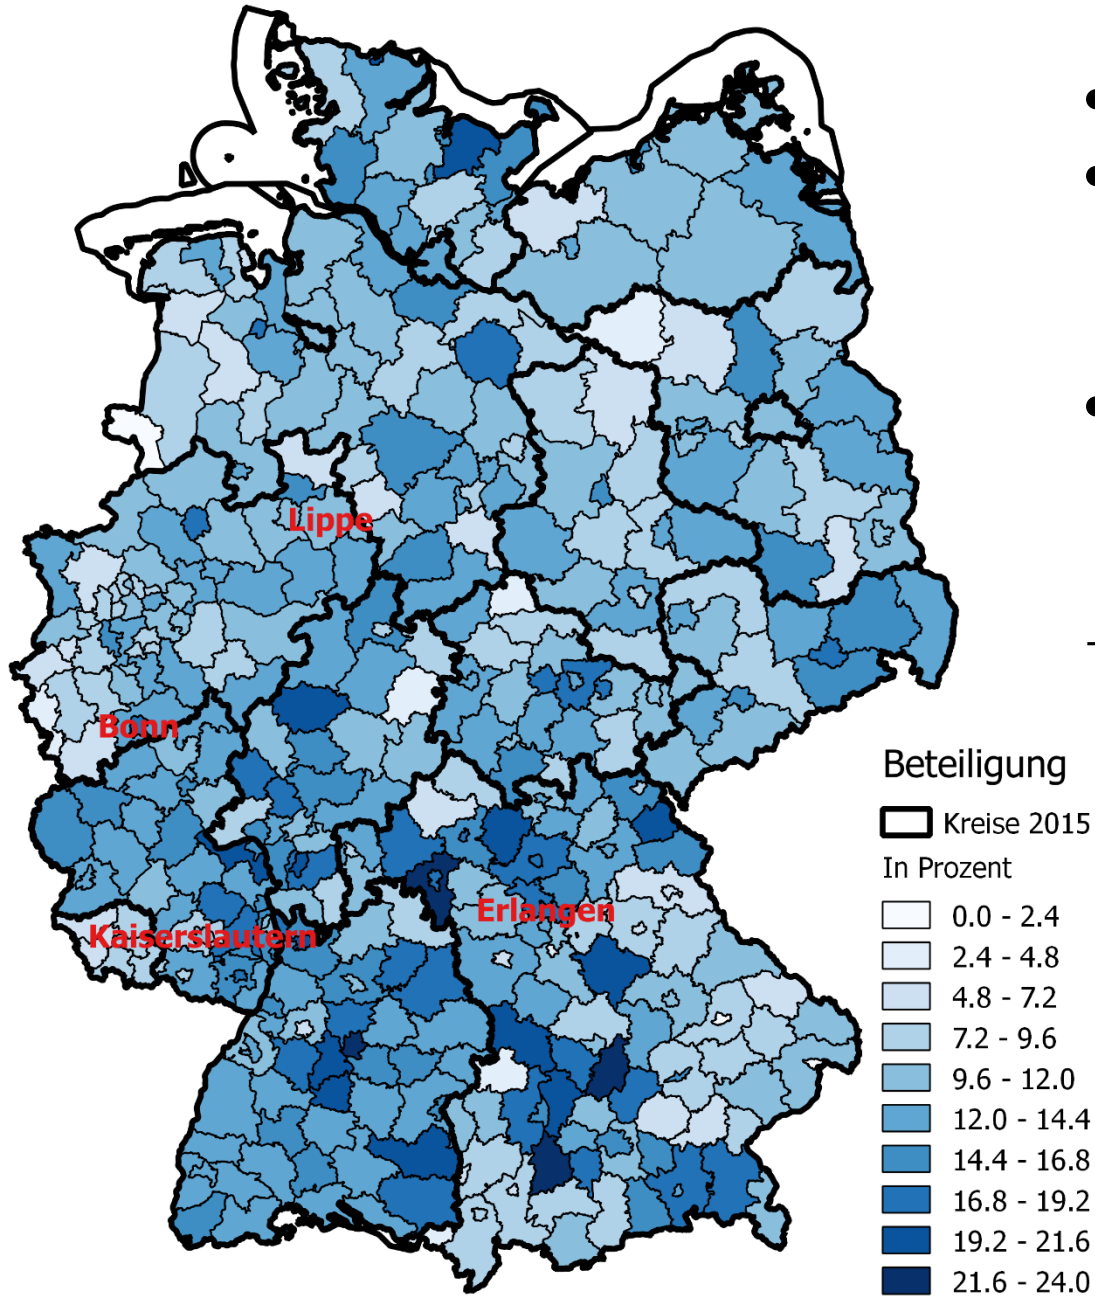 Lippe
Bonn
Kaiserslautern
Erlangen
Beteiligung
Kreise 2015
In Prozent
0.0 - 2.4
2.4 - 4.8
4.8 - 7.2
7.2 - 9.6
9.6 - 12.0
12.0 - 14.4
14.4 - 16.8
16.8 - 19.2
19.2 - 21.6
21.6 - 24.0